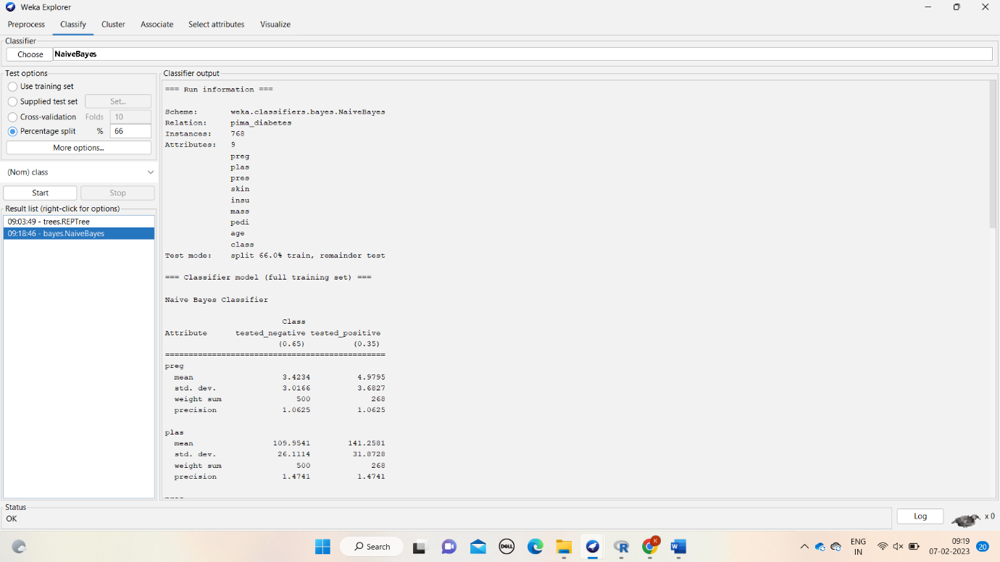 Weka Explorer
Preprocess Classify Cluster Associate Select attributes Visualize
Classifier
Choose NaiveBayes
Test options
Use training set
Supplied test set Set...
Cross-validation Folds 10
Percentage split % 66
More options...
(Nom) class
Start Stop
Result list (right-click for options)
09:03:49 - trees.REPTree
09:18:46 - bayes.NaiveBayes
Classifier output
=== Run information ===
Scheme: weka.classifiers.bayes.NaiveBayes
Relation: pima_diabetes
Instances: 768
Attributes: 9
preg
plas
pres
skin
insu
mass
pedi
age
class
Test mode: split 66.0% train, remainder test
=== Classifier model (full training set) ===
Naive Bayes Classifier
Class
Attribute tested_negative tested_positive
(0.65) (0.35)
===============================================
preg
mean 3.4234 4.9795
std. dev. 3.0166 3.6827
weight sum 500 268
precision 1.0625 1.0625
plas
mean 109.9541 141.2581
std. dev. 26.1114 31.8728
weight sum 500 268
precision 1.4741 1.4741
Status
OK
Log x 0
Search
DELL
K
R
W
ENG
IN
09:19
07-02-2023
20